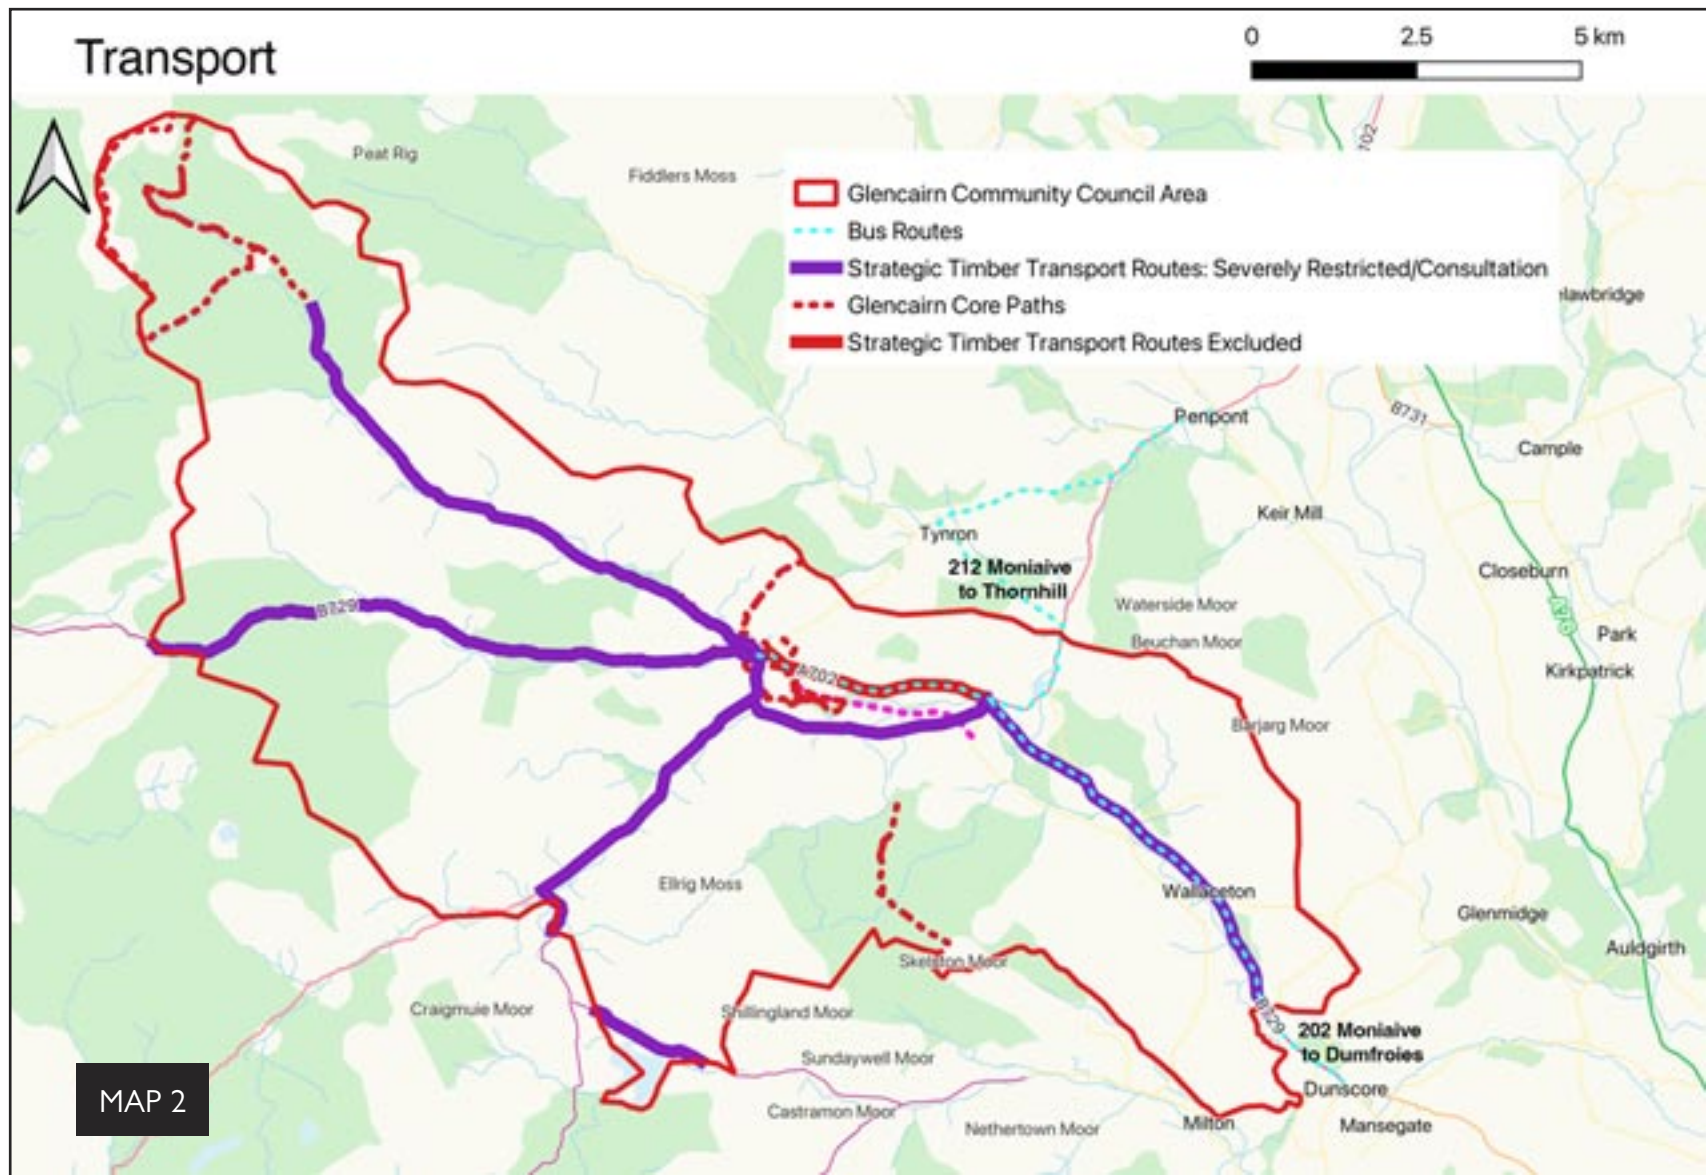 Transport
0 2.5 5 km
Peat Rig
Fiddlers Moss
Glencairn Community Council Area
Bus Routes
Strategic Timber Transport Routes: Severely Restricted/Consultation
Glencairn Core Paths
Strategic Timber Transport Routes Excluded
Penpont
B731
Cample
Keir Mill
Tynron
212 Moniaive
to Thornhill
Closeburn
A76
Waterside Moor
Beuchan Moor
Park
Kirkpatrick
B729
A702
Barjarg Moor
Ellrig Moss
Wallaceton
Glenmidge
Auldgirth
Skelston Moor
Craigmuie Moor
Shillingland Moor
B729
202 Moniaive
to Dumfroies
Sundaywell Moor
Dunscore
Castramon Moor
Nethertown Moor
Milton
Mansegate
MAP 2